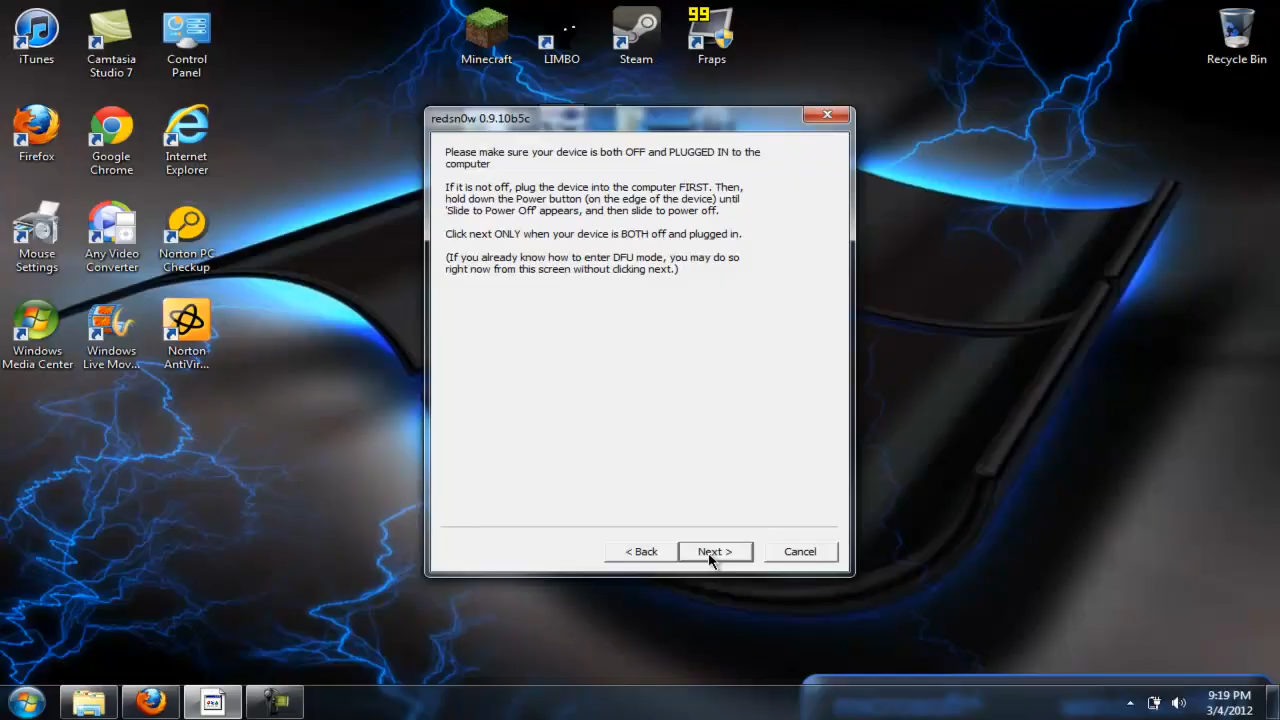 99
iTunes
Camtasia
Studio 7
Control
Panel
Minecraft
LIMBO
Steam
Fraps
Recycle Bin
Firefox
Google
Chrome
Internet
Explorer
Mouse
Settings
Any Video
Converter
Norton PC
Checkup
Windows
Media Center
Windows
Live Mov...
Norton
AntiVir...
redsn0w 0.9.10b5c
Please make sure your device is both OFF and PLUGGED IN to the
computer
If it is not off, plug the device into the computer FIRST. Then,
hold down the Power button (on the edge of the device) until
'Slide to Power Off' appears, and then slide to power off.
Click next ONLY when your device is BOTH off and plugged in.
(If you already know how to enter DFU mode, you may do so
right now from this screen without clicking next.)
< Back
Next >
Cancel
9:19 PM
3/4/2012